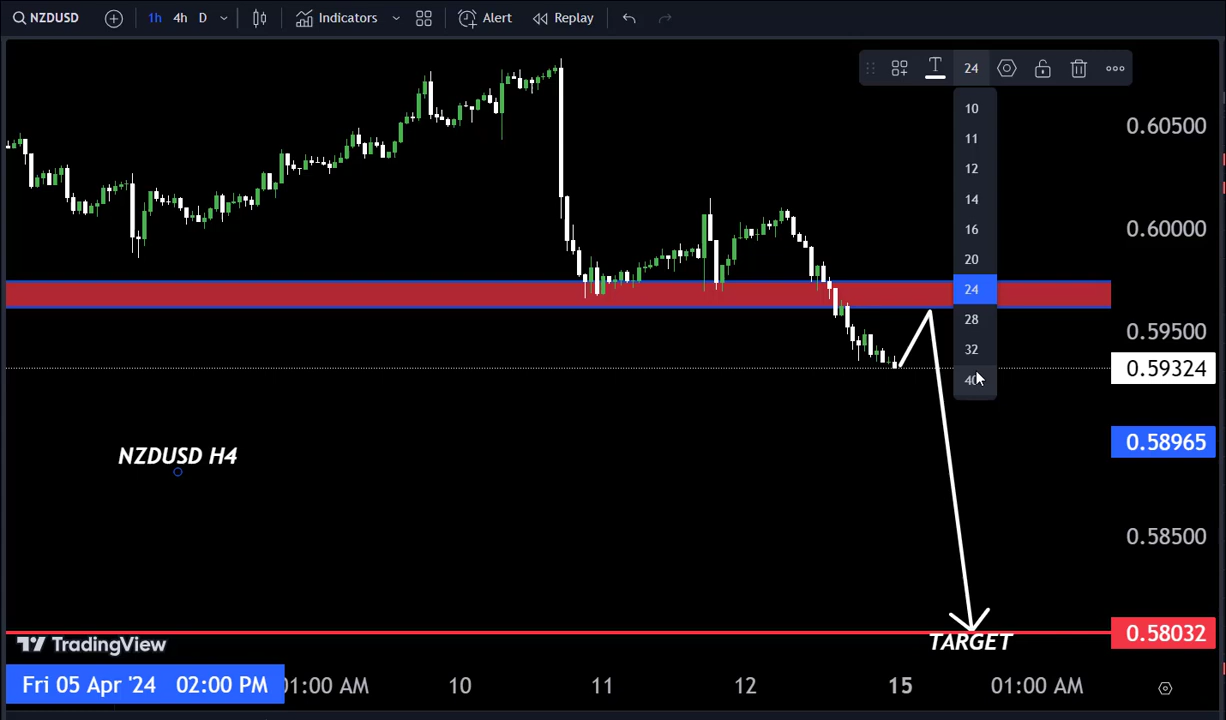 NZDUSD 1h 4h D Indicators Alert Replay
T 24
10
11
12
14
16
20
24
28
32
40
0.60500
0.60000
0.59500
0.59324
0.58965
0.58500
0.58032
NZDUSD H4
TARGET
TradingView
Fri 05 Apr '24 02:00 PM 01:00 AM 10 11 12 15 01:00 AM